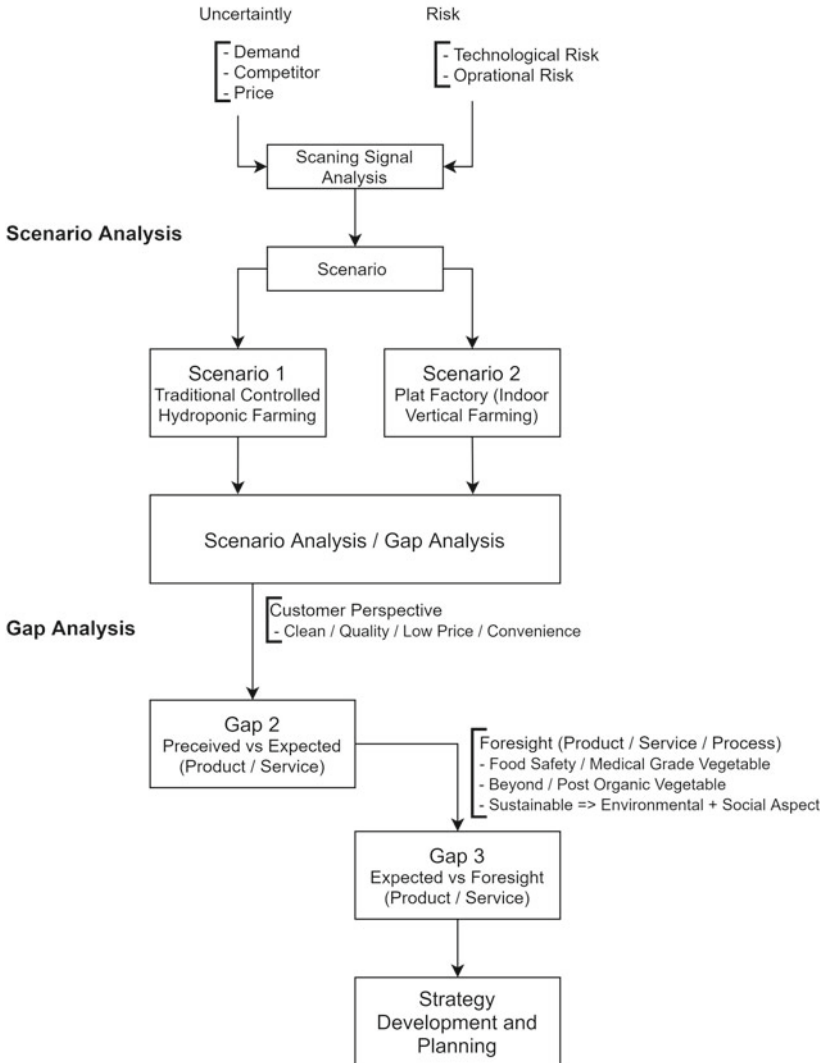 Uncertaintly
- Demand
- Competitor
- Price
Risk
- Technological Risk
- Oprational Risk
Scaning Signal
Analysis
Scenario Analysis
Scenario
Scenario 1
Traditional Controlled
Hydroponic Farming
Scenario 2
Plat Factory (Indoor
Vertical Farming)
Scenario Analysis / Gap Analysis
Customer Perspective
- Clean / Quality / Low Price / Convenience
Gap Analysis
Gap 2
Preceived vs Expected
(Product / Service)
Foresight (Product / Service / Process)
- Food Safety / Medical Grade Vegetable
- Beyond / Post Organic Vegetable
- Sustainable => Environmental + Social Aspect
Gap 3
Expected vs Foresight
(Product / Service)
Strategy
Development and
Planning